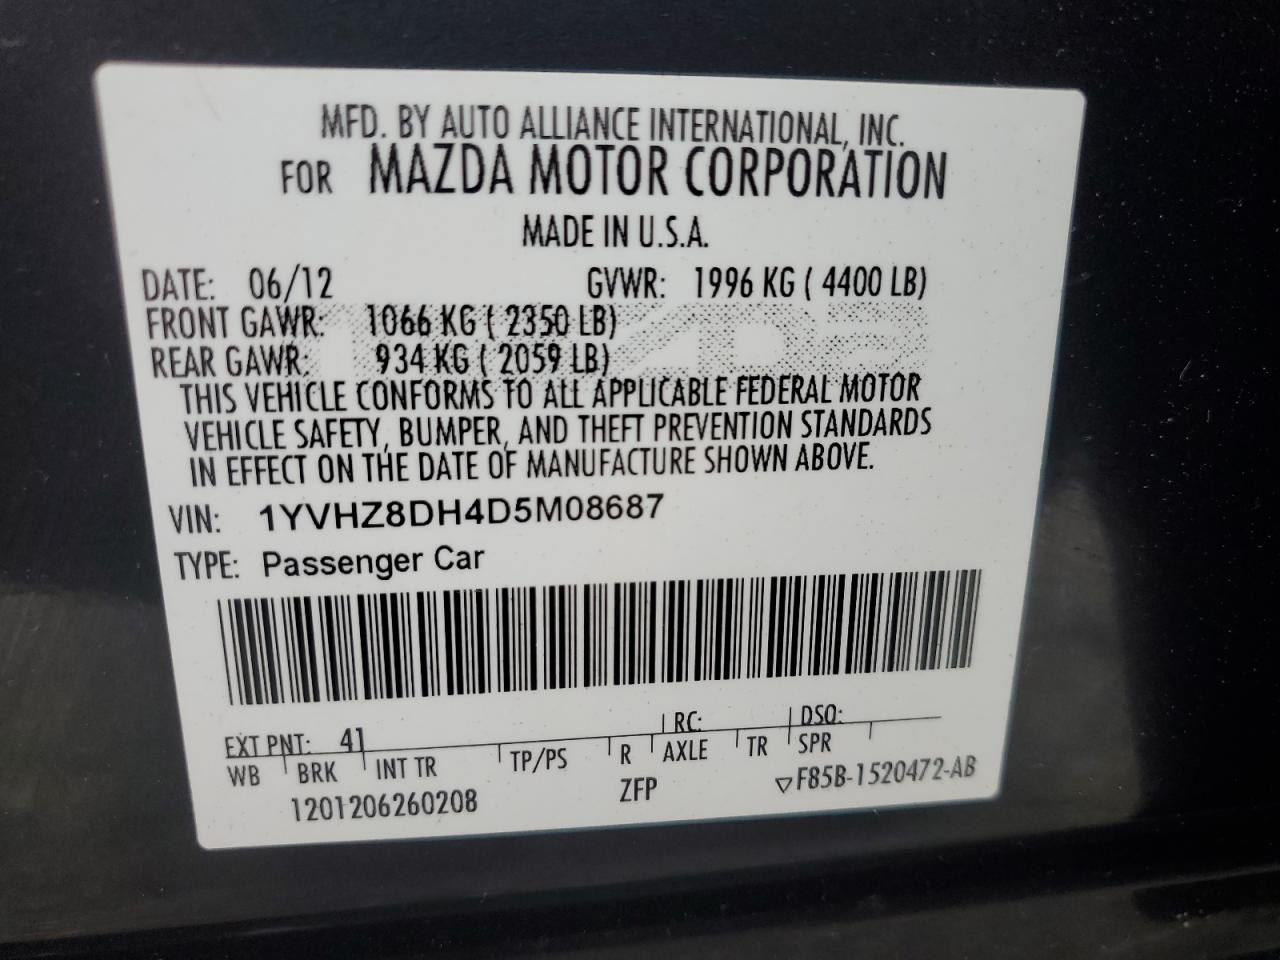 MFD. BY AUTO ALLIANCE INTERNATIONAL, INC.
FOR MAZDA MOTOR CORPORATION
MADE IN U.S.A.
DATE: 06/12 GVWR: 1996 KG ( 4400 LB)
FRONT GAWR: 1066 KG ( 2350 LB)
REAR GAWR: 934 KG ( 2059 LB)
THIS VEHICLE CONFORMS TO ALL APPLICABLE FEDERAL MOTOR
VEHICLE SAFETY, BUMPER, AND THEFT PREVENTION STANDARDS
IN EFFECT ON THE DATE OF MANUFACTURE SHOWN ABOVE.
VIN: 1YVHZ8DH4D5M08687
TYPE: Passenger Car
EXT PNT: 41 RC: DSO:
WB BRK INT TR TP/PS R AXLE TR SPR
1201206260208 ZFP ▽F85B-1520472-AB